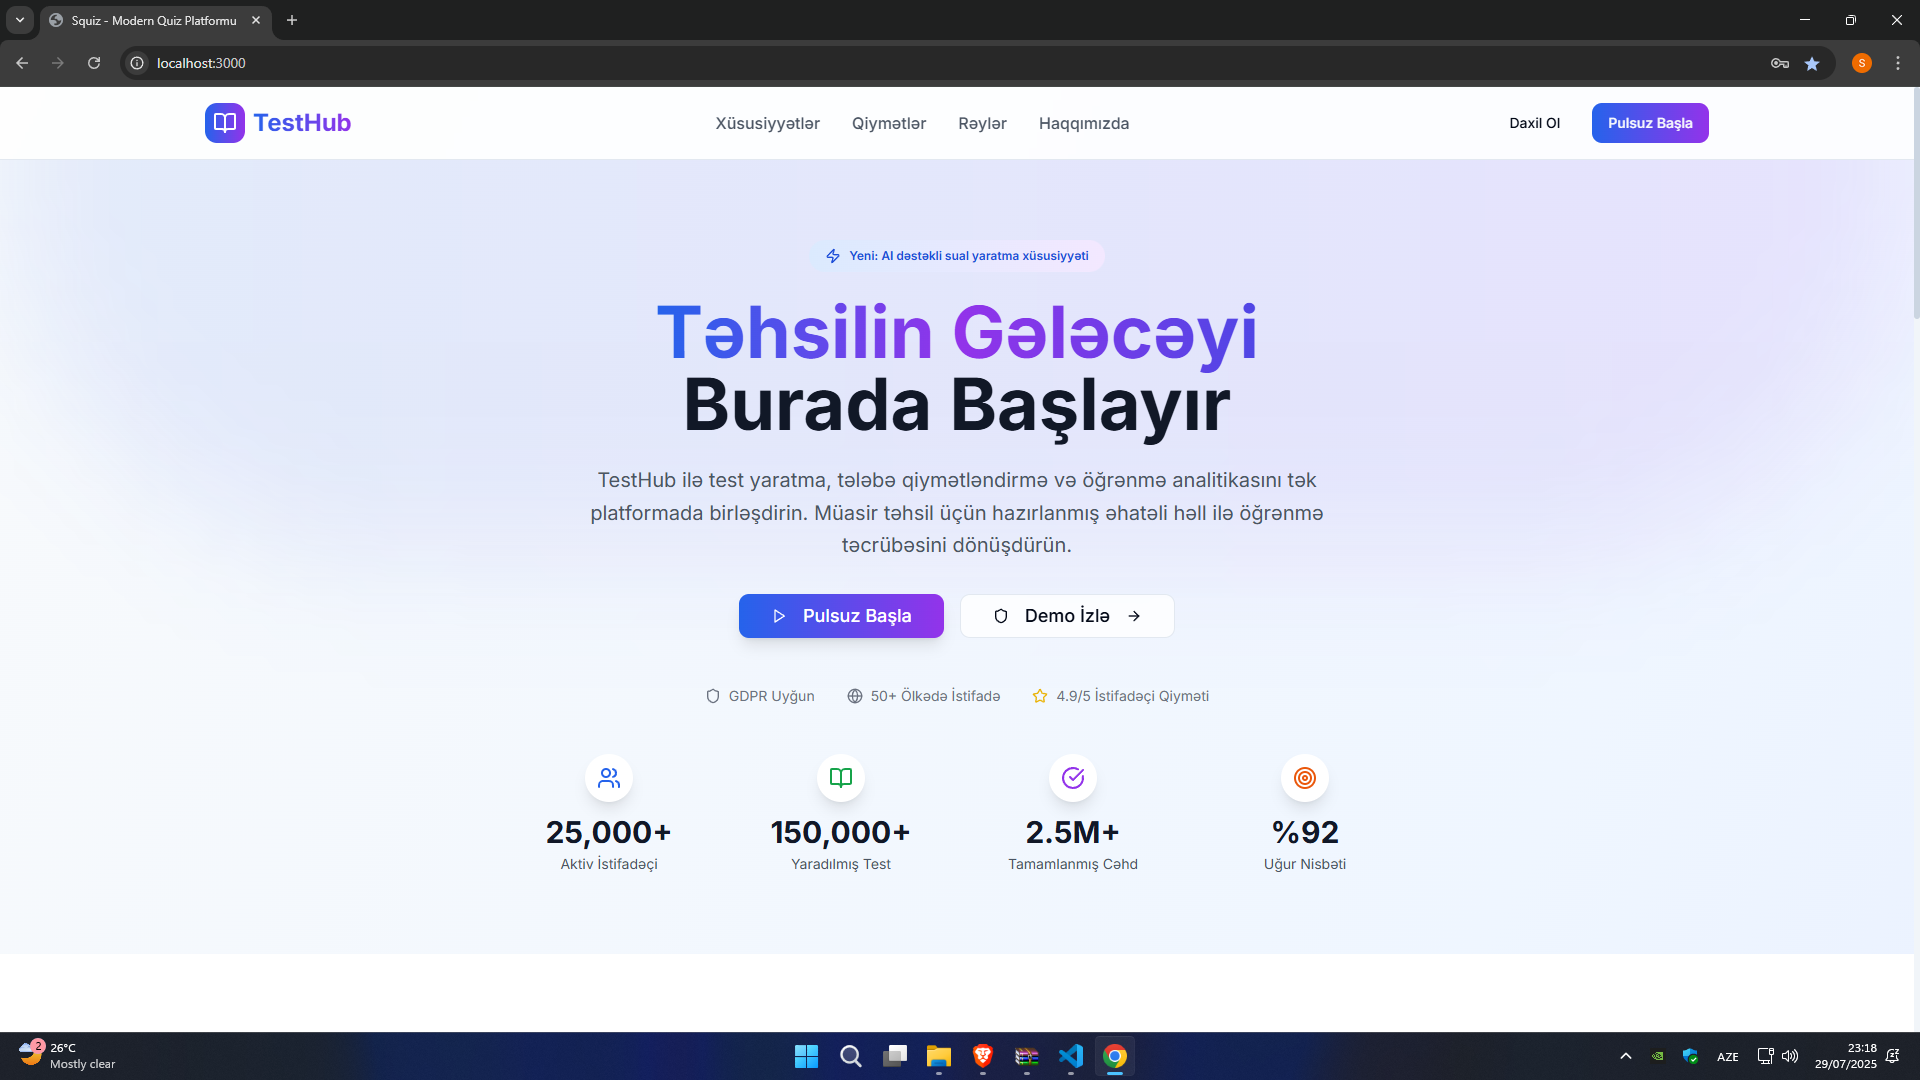 Squiz - Modern Quiz Platformu
localhost:3000
S
TestHub
Xüsusiyyətlər
Qiymətlər
Rəylər
Haqqımızda
Daxil Ol
Pulsuz Başla
Yeni: AI dəstəkli sual yaratma xüsusiyyəti
Təhsilin Gələcəyi
Burada Başlayır
TestHub ilə test yaratma, tələbə qiymətləndirmə və öğrənmə analitikasını tək
platformada birləşdirin. Müasir təhsil üçün hazırlanmış əhatəli həll ilə öğrənmə
təcrübəsini dönüşdürün.
Pulsuz Başla
Demo İzlə
GDPR Uyğun
50+ Ölkədə İstifadə
4.9/5 İstifadəçi Qiyməti
25,000+
Aktiv İstifadəçi
150,000+
Yaradılmış Test
2.5M+
Tamamlanmış Cəhd
%92
Uğur Nisbəti
2
26°C
Mostly clear
AZE
23:18
29/07/2025